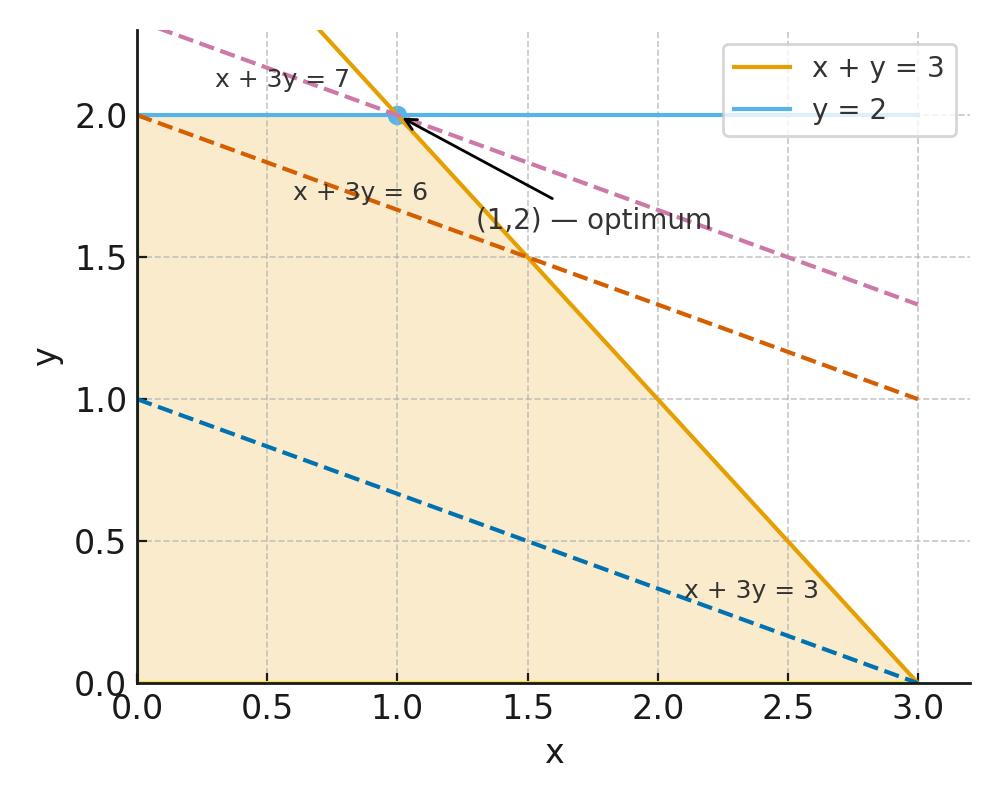 x + y = 3
y = 2
x + 3y = 7
2.0
x + 3y = 6
(1,2) — optimum
1.5
y
1.0
0.5
x + 3y = 3
0.0
0.0 0.5 1.0 1.5 2.0 2.5 3.0
x